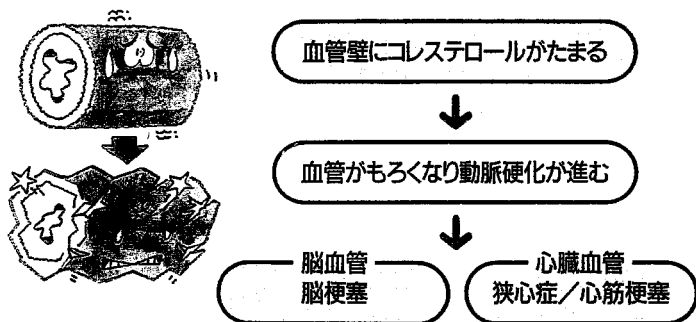 血管壁にコレステロールがたまる
血管がもろくなり動脈硬化が進む
脳血管
脳梗塞
心臓血管
狭心症／心筋梗塞